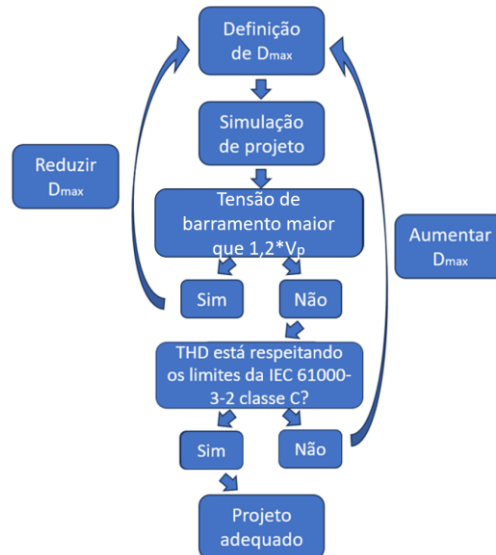 Definição
de Dmax
Simulação
de projeto
Reduzir
Dmax
Tensão de
barramento maior
que 1,2*Vp
Aumentar
Dmax
Sim
Não
THD está respeitando
os limites da IEC 61000-
3-2 classe C?
Sim
Não
Projeto
adequado